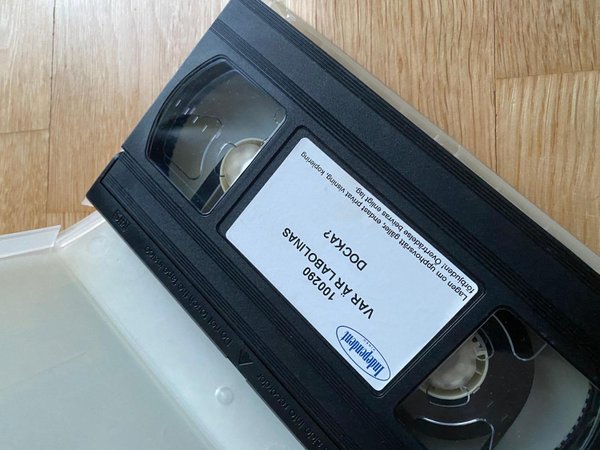 Independent
100290
VAR ÄR LABOLINAS
DOCKA?
Lagen om upphovsrätt gäller endast privat visning, kopiering
förbjuden! Överträdelse beivras enligt lag.